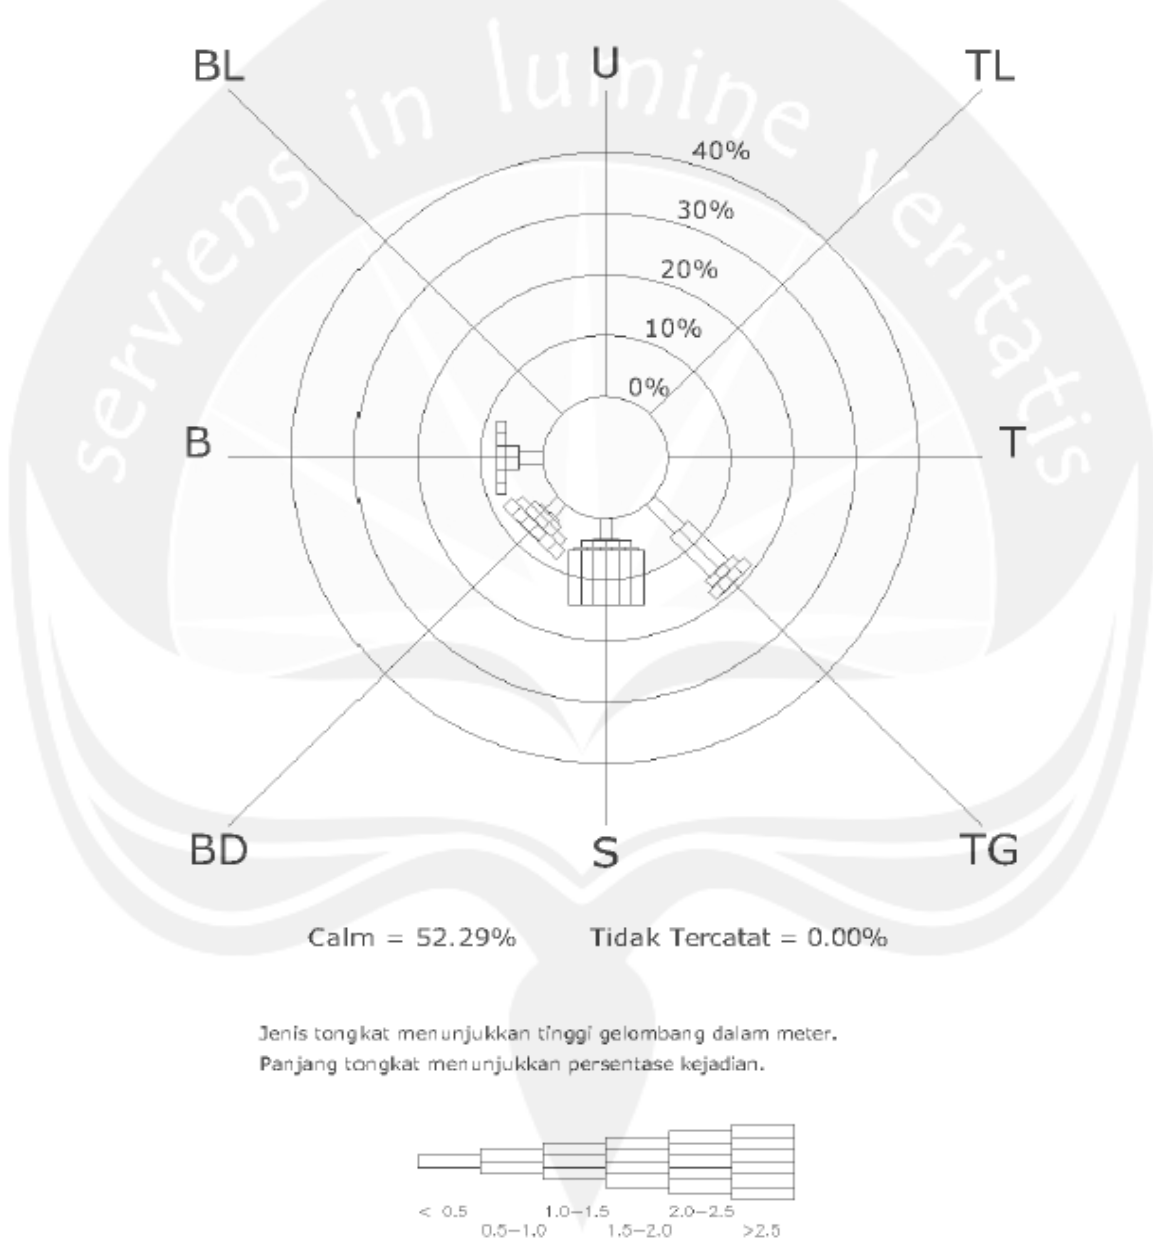 serviens in lumine veritatis
BL U TL
40%
30%
20%
10%
0%
B T
BD S TG
Calm = 52.29% Tidak Tercatat = 0.00%
Jenis tongkat menunjukkan tinggi gelombang dalam meter.
Panjang tongkat menunjukkan persentase kejadian.
< 0.5 1.0-1.5 2.0-2.5
0.5-1.0 1.5-2.0 >2.5